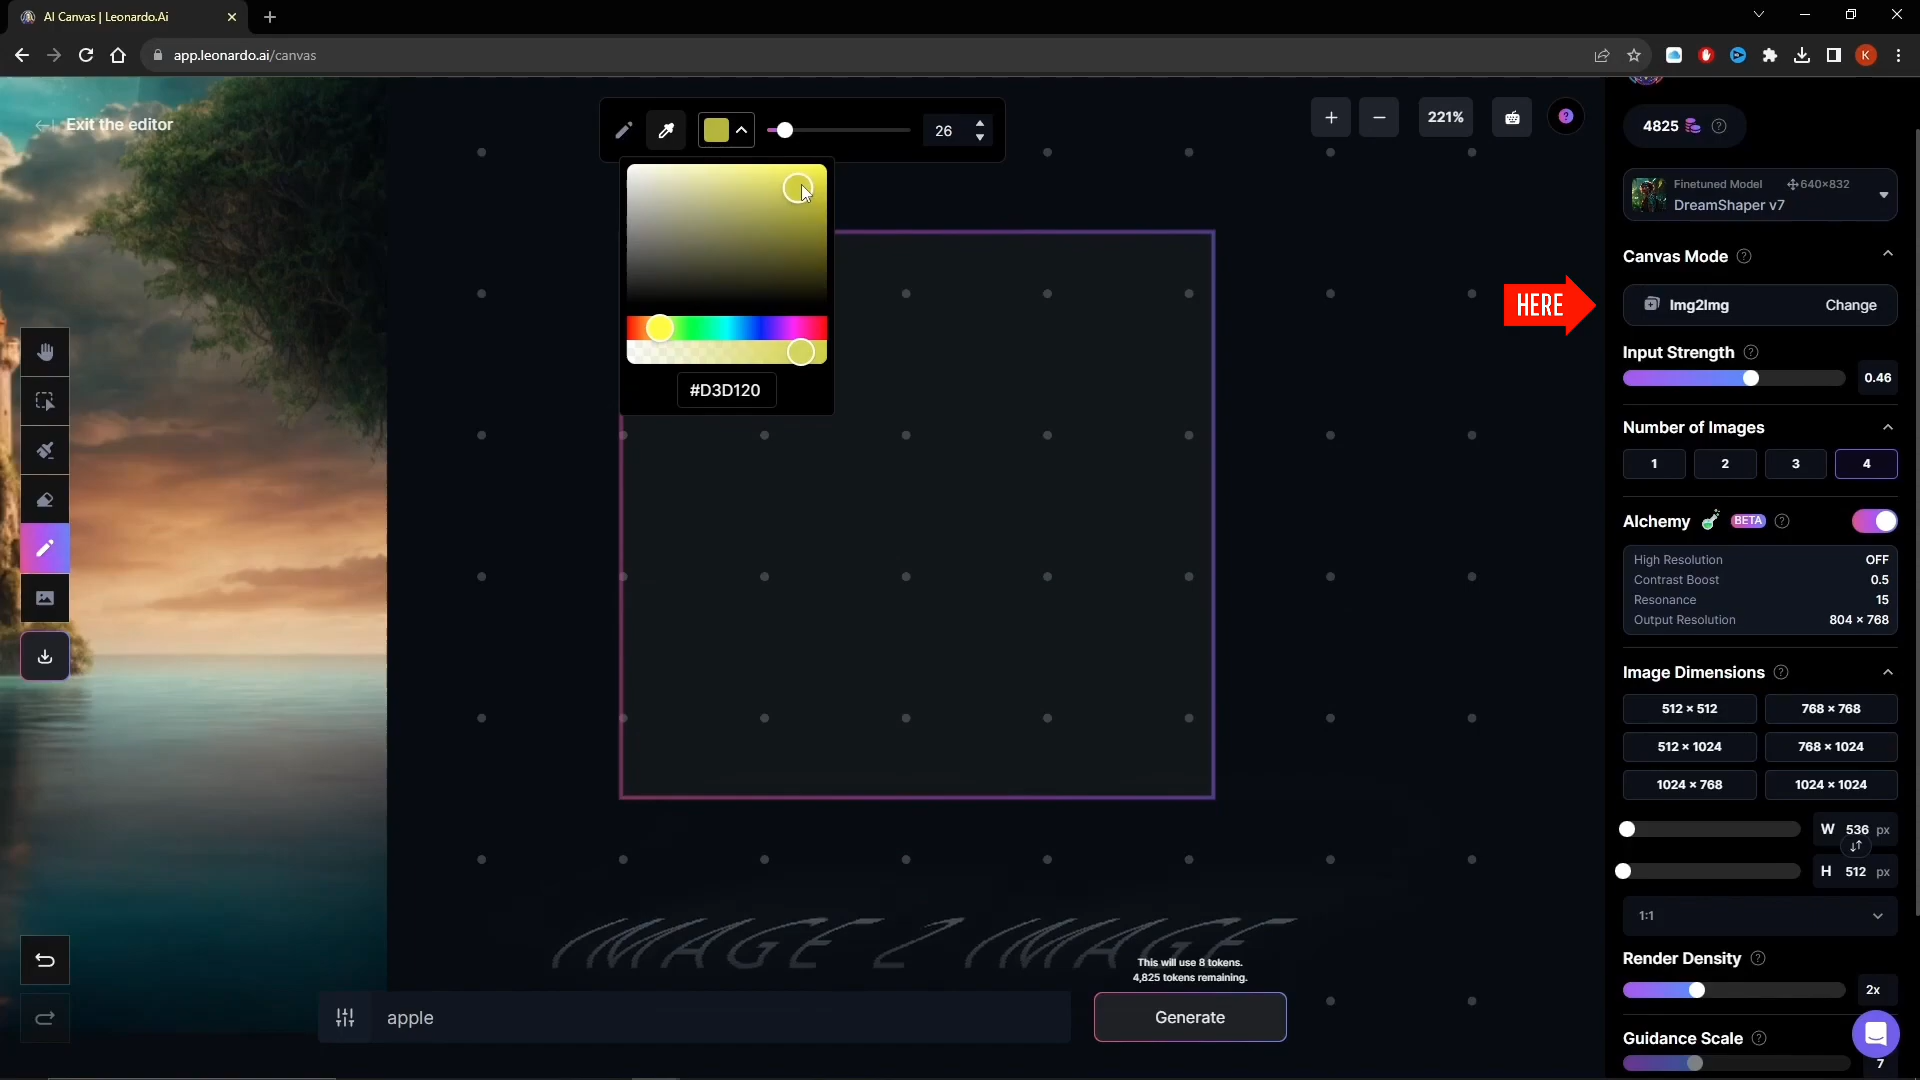 AI Canvas | Leonardo.Ai
app.leonardo.ai/canvas
K
Exit the editor
26
221%
4825
#D3D120
Finetuned Model
640×832
DreamShaper v7
Canvas Mode
HERE
Img2Img
Change
Input Strength
0.46
Number of Images
1
2
3
4
Alchemy
BETA
High Resolution
OFF
Contrast Boost
0.5
Resonance
15
Output Resolution
804 × 768
Image Dimensions
512 × 512
768 × 768
512 × 1024
768 × 1024
1024 × 768
1024 × 1024
W 536 px
H 512 px
1:1
Render Density
2x
Guidance Scale
7
IMAGE 2 IMAGE
This will use 8 tokens.
4,825 tokens remaining.
apple
Generate